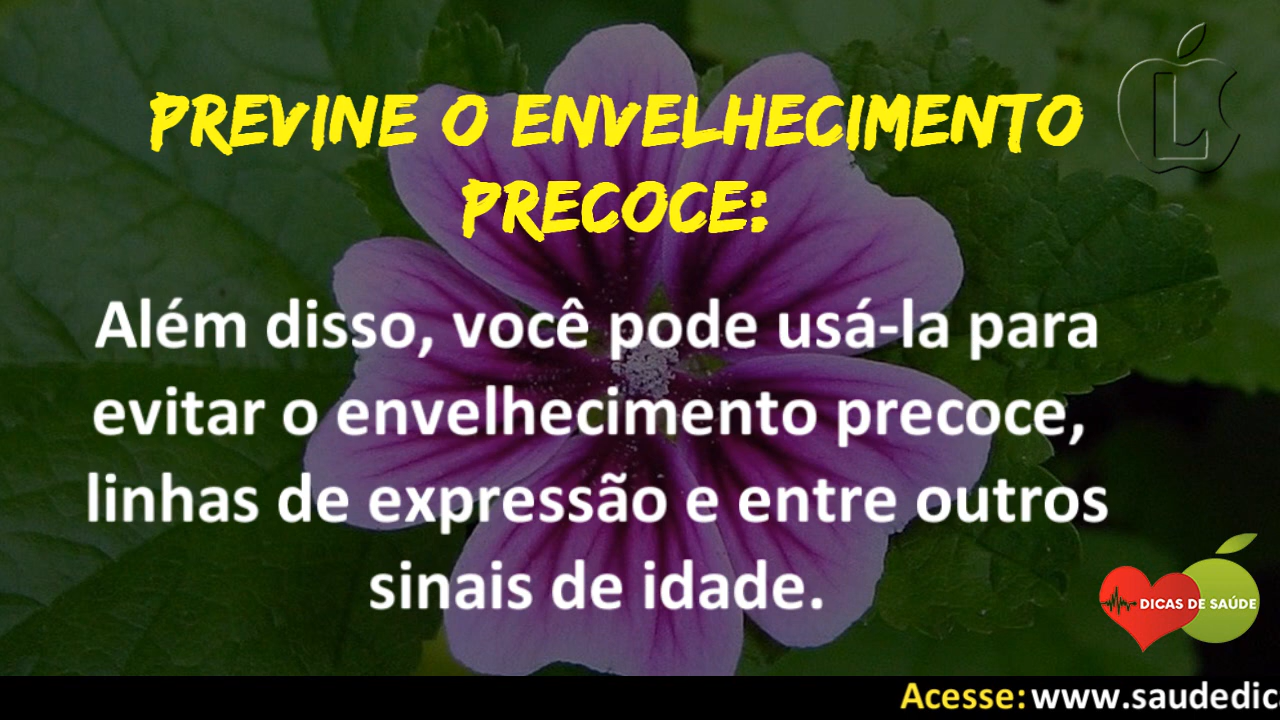 PREVINE O ENVELHECIMENTO
PRECOCE:
Além disso, você pode usá-la para
evitar o envelhecimento precoce,
linhas de expressão e entre outros
sinais de idade.
DICAS DE SAÚDE
Acesse: www.saudedic